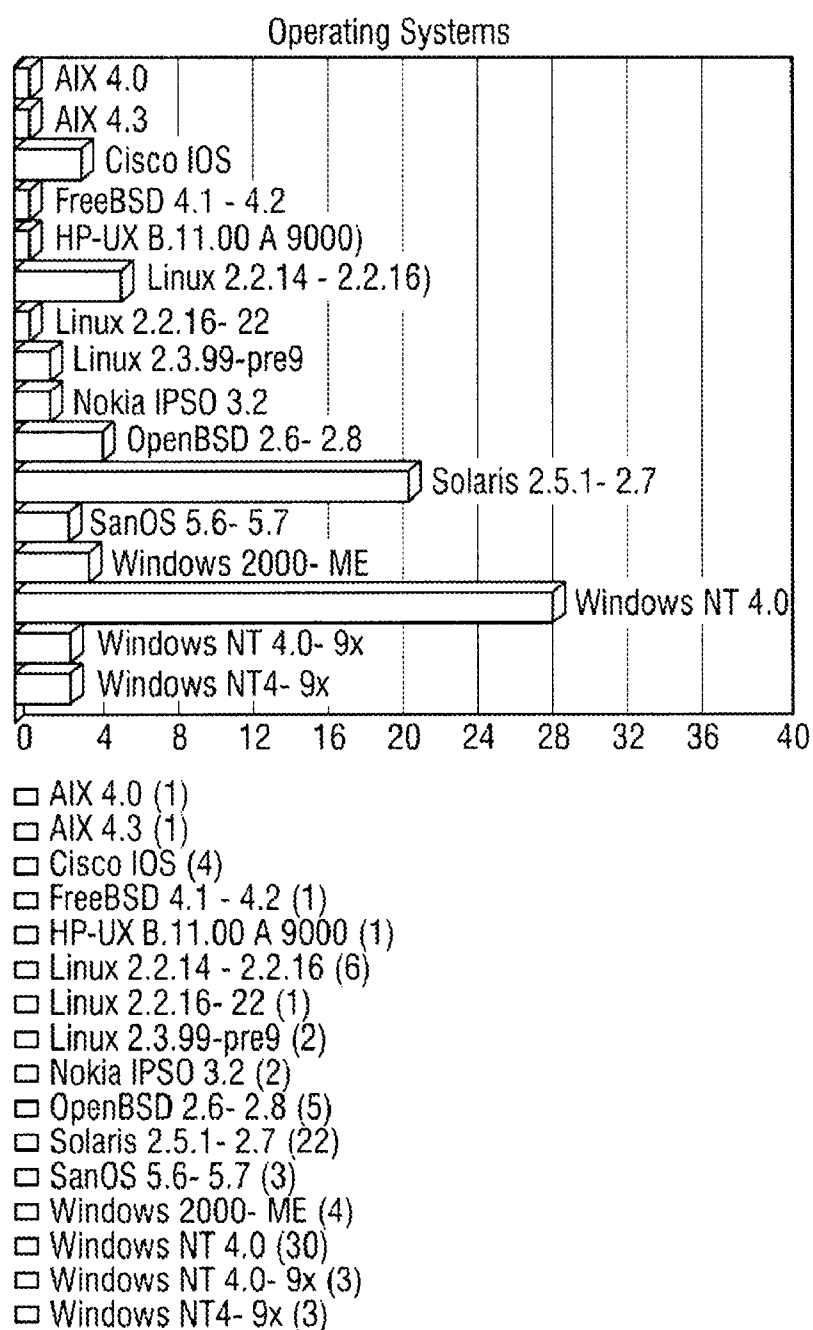 Operating Systems
AIX 4.0
AIX 4.3
Cisco IOS
FreeBSD 4.1 - 4.2
HP-UX B.11.00 A 9000)
Linux 2.2.14 - 2.2.16)
Linux 2.2.16- 22
Linux 2.3.99-pre9
Nokia IPSO 3.2
OpenBSD 2.6- 2.8
Solaris 2.5.1- 2.7
SanOS 5.6- 5.7
Windows 2000- ME
Windows NT 4.0
Windows NT 4.0- 9x
Windows NT4- 9x
0 4 8 12 16 20 24 28 32 36 40
AIX 4.0 (1)
AIX 4.3 (1)
Cisco IOS (4)
FreeBSD 4.1 - 4.2 (1)
HP-UX B.11.00 A 9000 (1)
Linux 2.2.14 - 2.2.16 (6)
Linux 2.2.16- 22 (1)
Linux 2.3.99-pre9 (2)
Nokia IPSO 3.2 (2)
OpenBSD 2.6- 2.8 (5)
Solaris 2.5.1- 2.7 (22)
SanOS 5.6- 5.7 (3)
Windows 2000- ME (4)
Windows NT 4.0 (30)
Windows NT 4.0- 9x (3)
Windows NT4- 9x (3)